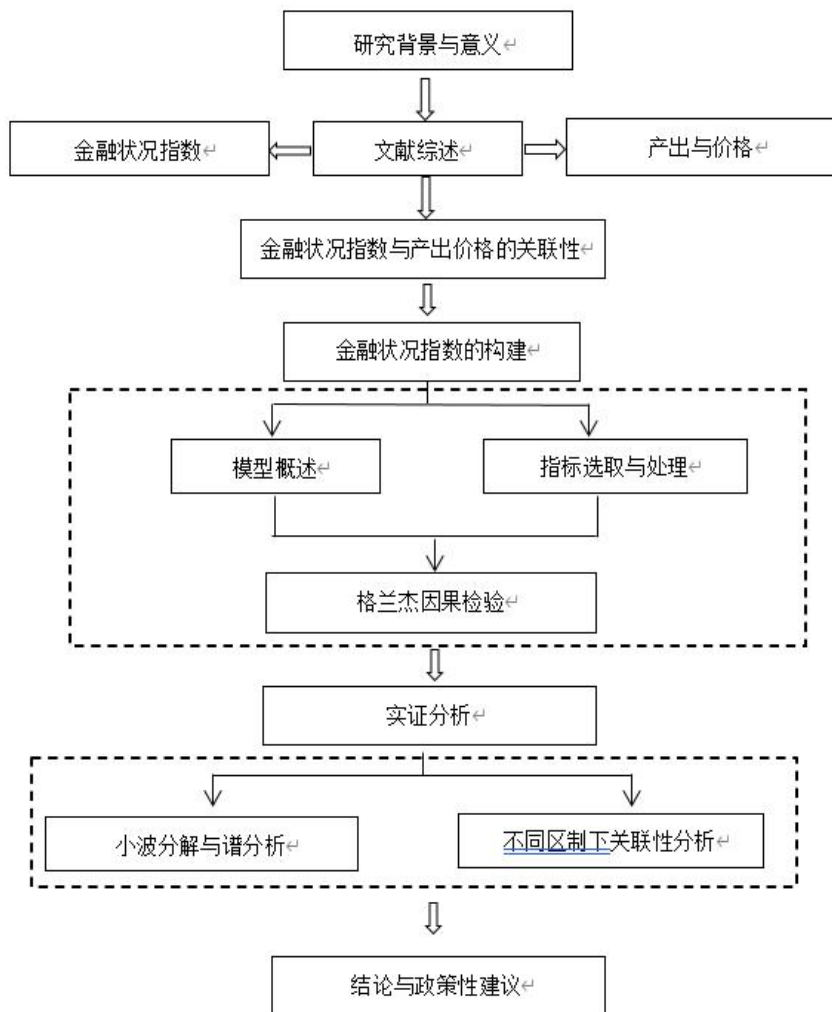 研究背景与意义↵
金融状况指数↵
文献综述↵
产出与价格↵
金融状况指数与产出价格的关联性↵
金融状况指数的构建↵
模型概述↵
指标选取与处理↵
格兰杰因果检验↵
实证分析↵
小波分解与谱分析↵
不同区制下关联性分析↵
结论与政策性建议↵